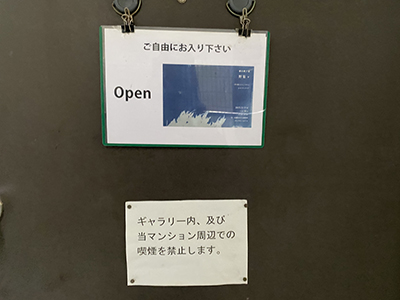 ご自由にお入り下さい
Open
ギャラリー内、及び
当マンション周辺での
喫煙を禁止します。